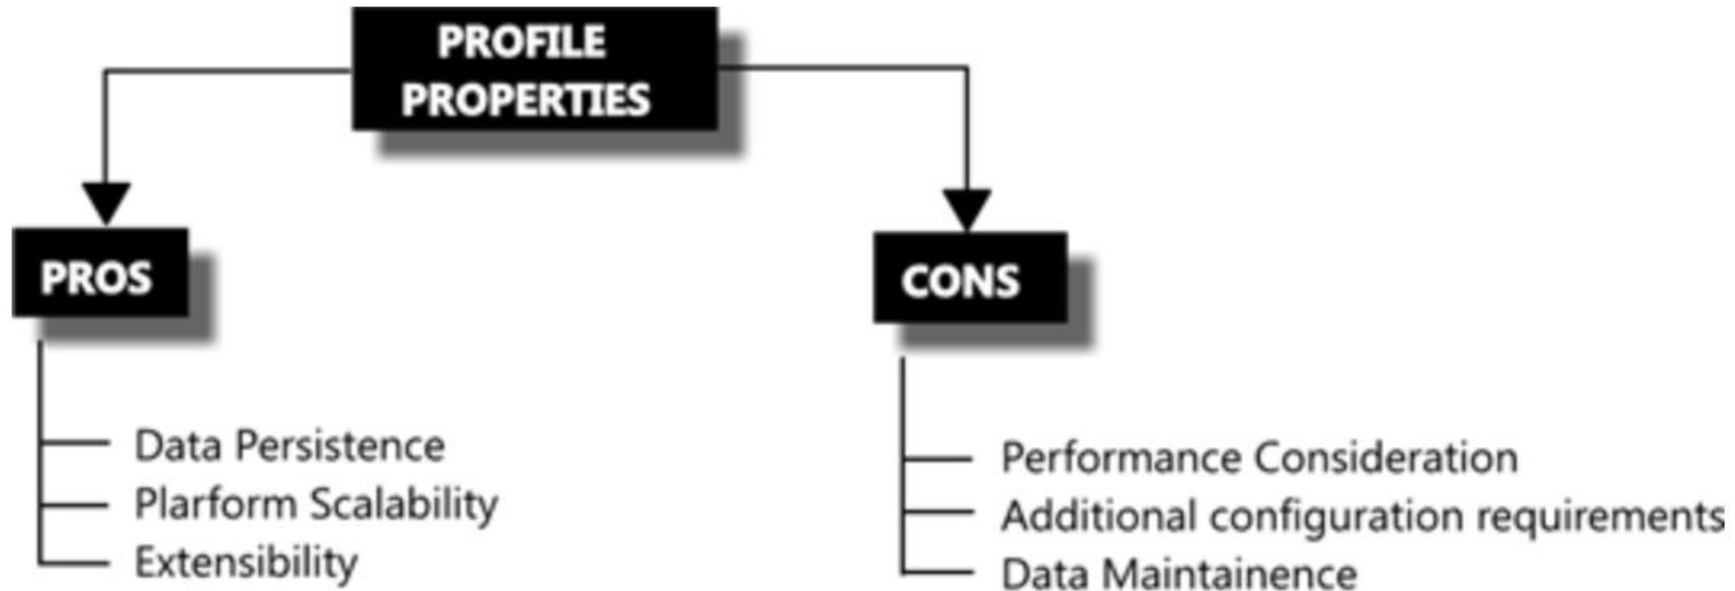 PROFILE
PROPERTIES
PROS
Data Persistence
Plarform Scalability
Extensibility
CONS
Performance Consideration
Additional configuration requirements
Data Maintainence